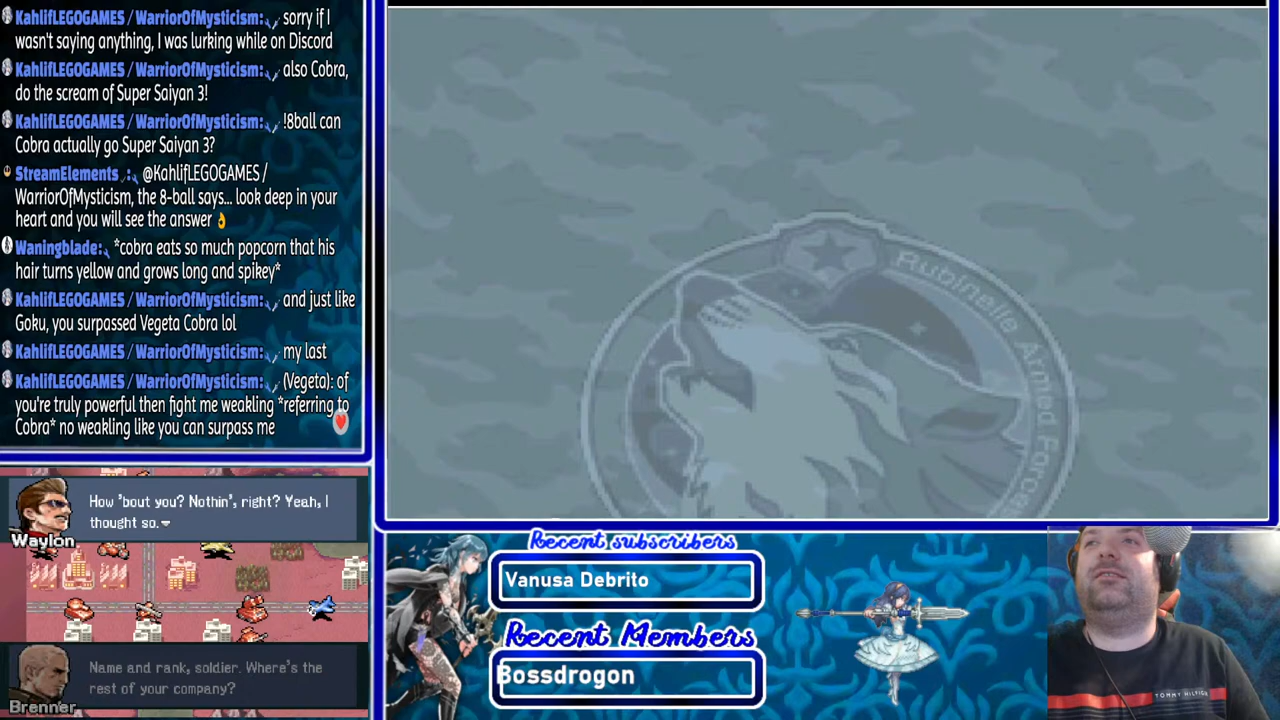 KahlifLEGOGAMES / WarriorOfMysticism: sorry if I
wasn't saying anything, I was lurking while on Discord
KahlifLEGOGAMES / WarriorOfMysticism: also Cobra,
do the scream of Super Saiyan 3!
KahlifLEGOGAMES / WarriorOfMysticism: !8ball can
Cobra actually go Super Saiyan 3?
StreamElements : @KahlifLEGOGAMES /
WarriorOfMysticism, the 8-ball says... look deep in your
heart and you will see the answer 👌
Waningblade: *cobra eats so much popcorn that his
hair turns yellow and grows long and spikey*
KahlifLEGOGAMES / WarriorOfMysticism: and just like
Goku, you surpassed Vegeta Cobra lol
KahlifLEGOGAMES / WarriorOfMysticism: my last
KahlifLEGOGAMES / WarriorOfMysticism: (Vegeta): of
you're truly powerful then fight me weakling *referring to
Cobra* no weakling like you can surpass me
How 'bout you? Nothin', right? Yeah, I
thought so.
Waylon
Name and rank, soldier. Where's the
rest of your company?
Brenner
Rubinelle Armed Forces
Recent subscribers
Vanusa Debrito
Recent Members
Bossdrogon
TOMMY HILFIGER